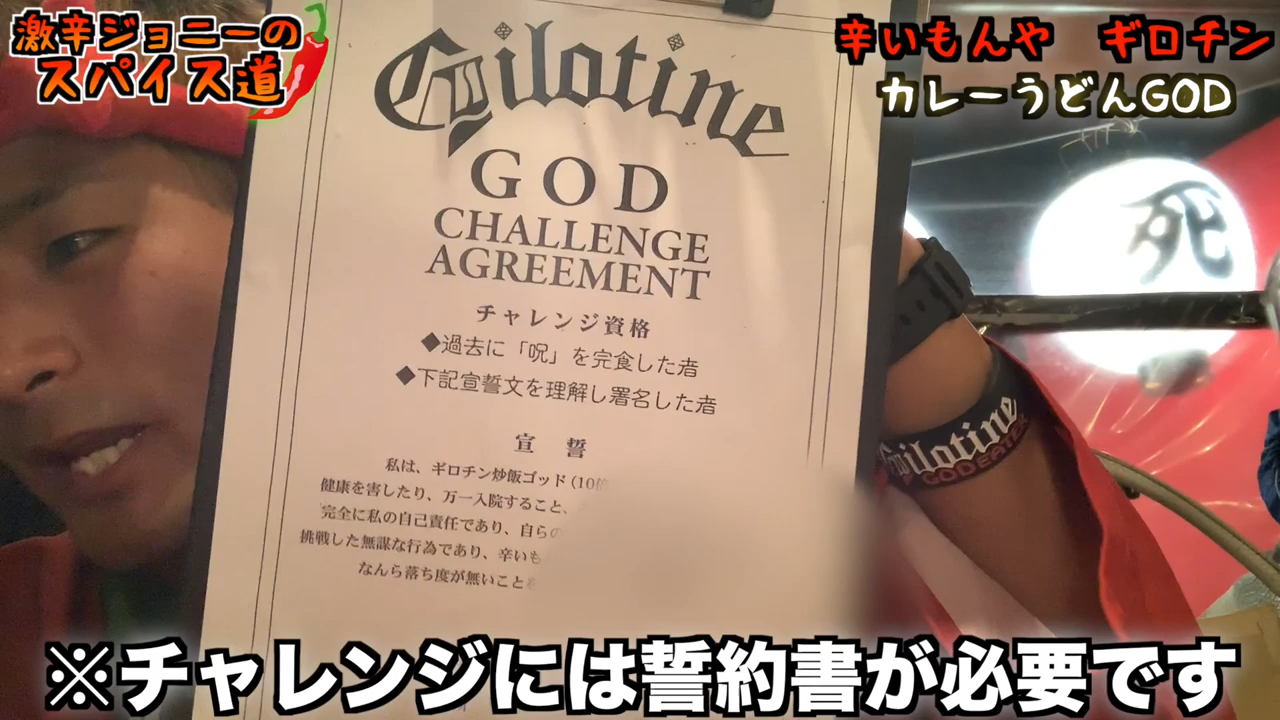 激辛ジョニーの
スパイス道
辛いもんや ギロチン
カレーうどんGOD
Guilotine
GOD
CHALLENGE
AGREEMENT
チャレンジ資格
◆過去に「呪」を完食した者
◆下記宣誓文を理解し署名した者
宣 誓
私は、ギロチン炒飯ゴッド(10倍
健康を害したり、万一入院すること、
完全に私の自己責任であり、自らの
挑戦した無謀な行為であり、辛いも
なんら落ち度が無いことを
死
Guilotine
GOD EATER
※チャレンジには誓約書が必要です